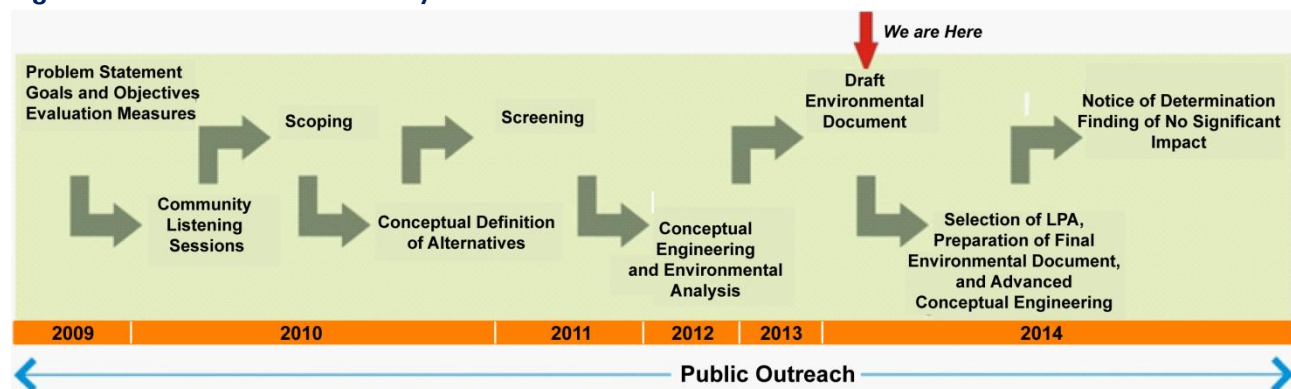 We are Here
Problem Statement
Goals and Objectives
Evaluation Measures
Community
Listening
Sessions
Scoping
Conceptual Definition
of Alternatives
Screening
Conceptual
Engineering
and Environmental
Analysis
Draft
Environmental
Document
Selection of LPA,
Preparation of Final
Environmental Document,
and Advanced
Conceptual Engineering
Notice of Determination
Finding of No Significant
Impact
2009
2010
2011
2012
2013
2014
Public Outreach